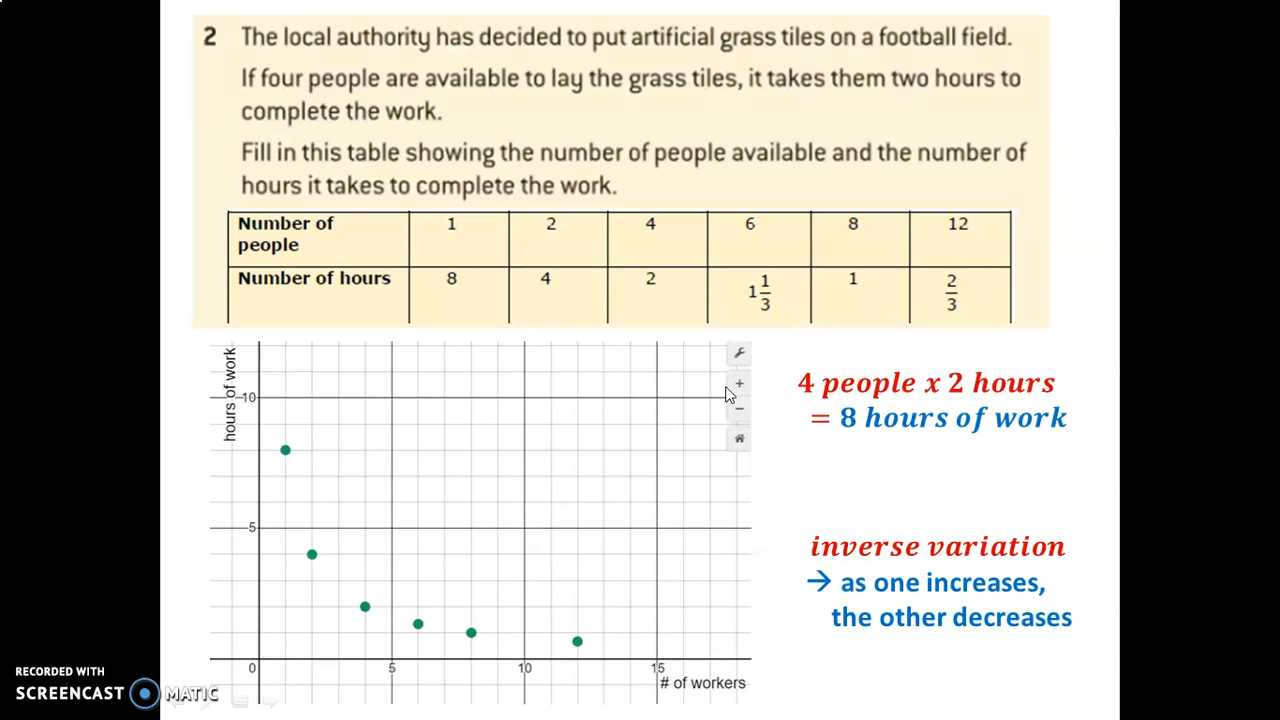 2 The local authority has decided to put artificial grass tiles on a football field.
If four people are available to lay the grass tiles, it takes them two hours to
complete the work.
Fill in this table showing the number of people available and the number of
hours it takes to complete the work.
Number of people 1 2 4 6 8 12
Number of hours 8 4 2 1 1/3 1 2/3
hours of work
10
5
0 5 10 15
# of workers
4 people x 2 hours
= 8 hours of work
inverse variation
→ as one increases,
the other decreases
RECORDED WITH
SCREENCAST MATIC